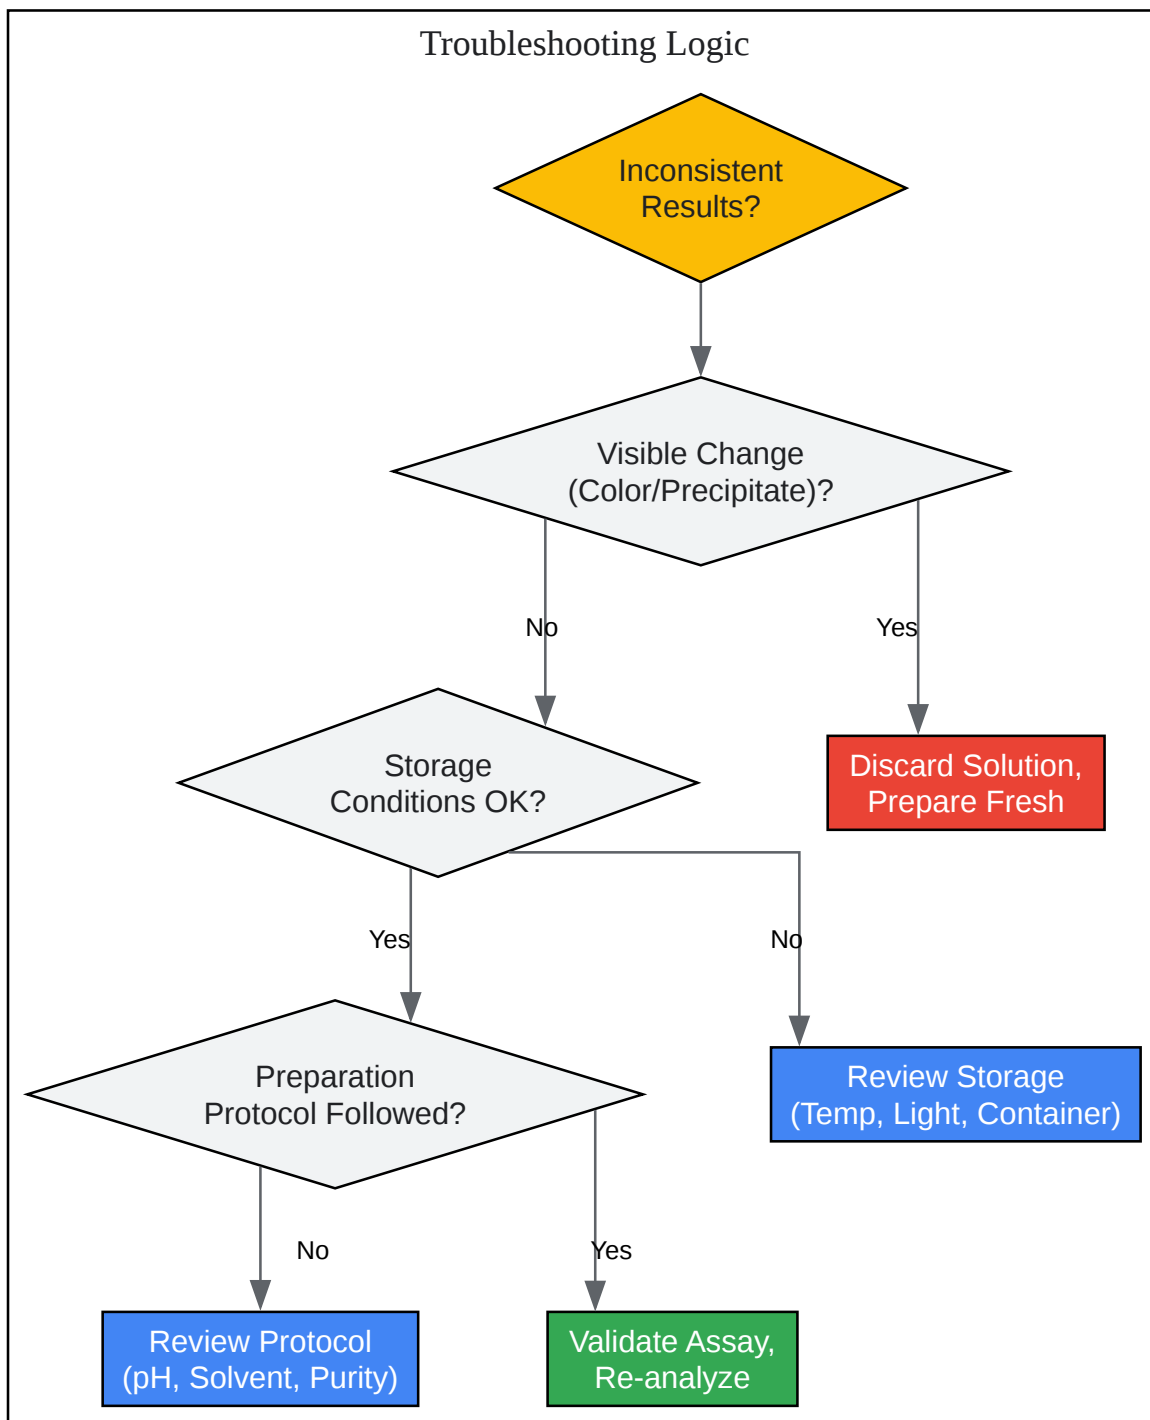 Troubleshooting Logic
Inconsistent
Results?
Visible Change
(Color/Precipitate)?
No
Yes
Storage
Conditions OK?
Discard Solution,
Prepare Fresh
Yes
No
Preparation
Protocol Followed?
Review Storage
(Temp, Light, Container)
No
Yes
Review Protocol
(pH, Solvent, Purity)
Validate Assay,
Re-analyze